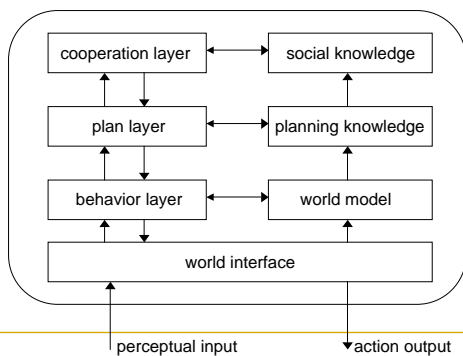 cooperation layer social knowledge
plan layer planning knowledge
behavior layer world model
world interface
perceptual input action output